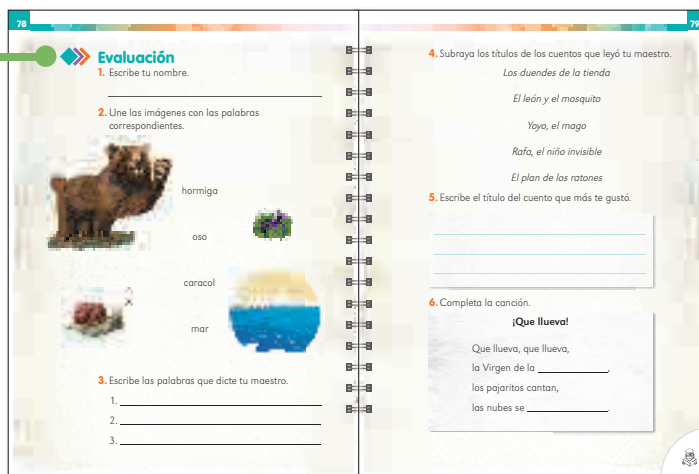 78
Evaluación
1. Escribe tu nombre.
2. Une las imágenes con las palabras
correspondientes.
hormiga
oso
caracol
mar
3. Escribe las palabras que dicte tu maestro.
1.
2.
3.
79
4. Subraya los títulos de los cuentos que leyó tu maestro.
Los duendes de la tienda
El león y el mosquito
Yoyo, el mago
Rafa, el niño invisible
El plan de los ratones
5. Escribe el título del cuento que más te gustó.
6. Completa la canción.
¡Que llueva!
Que llueva, que llueva,
la Virgen de la ____________,
los pajaritos cantan,
las nubes se ______________.